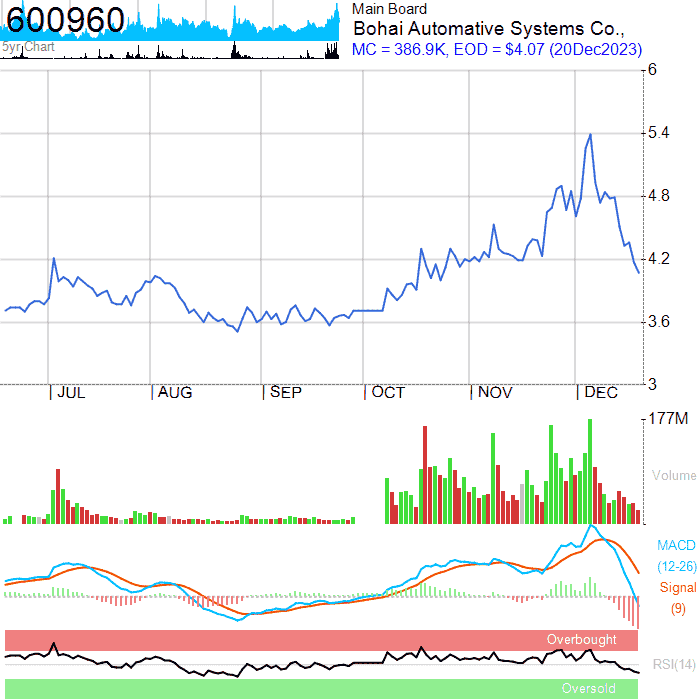 600960
5yr Chart
Main Board
Bohai Automative Systems Co.,
MC = 386.9K, EOD = $4.07 (20Dec2023)
6
5.4
4.8
4.2
3.6
3
JUL AUG SEP OCT NOV DEC
177M
Volume
MACD
(12-26)
Signal
(9)
Overbought
RSI(14)
Oversold